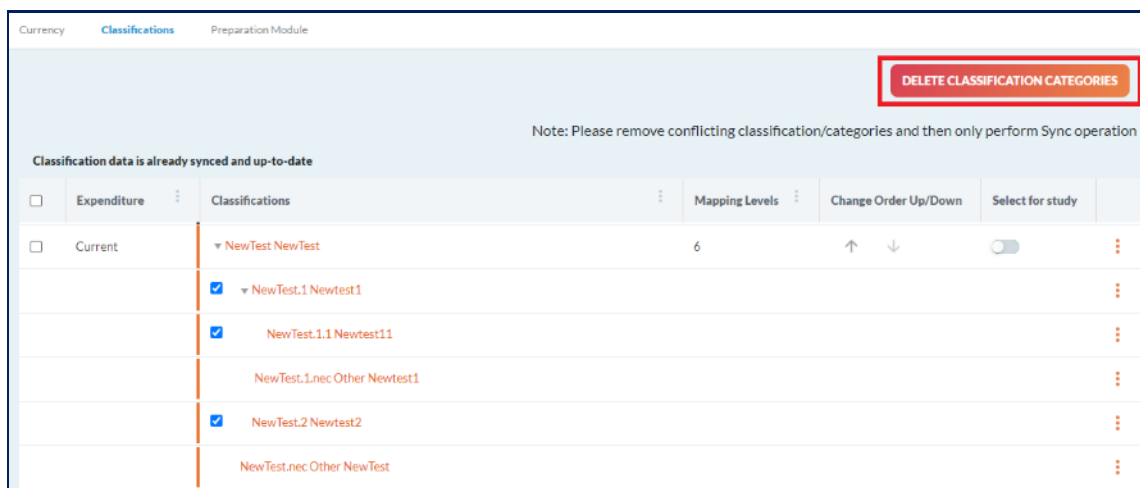 Currency Classifications Preparation Module
DELETE CLASSIFICATION CATEGORIES
Note: Please remove conflicting classification/categories and then only perform Sync operation
Classification data is already synced and up-to-date
Expenditure Classifications Mapping Levels Change Order Up/Down Select for study
Current NewTest NewTest 6
NewTest.1 Newtest1
NewTest.1.1 Newtest11
NewTest.1.nec Other Newtest1
NewTest.2 Newtest2
NewTest.nec Other NewTest